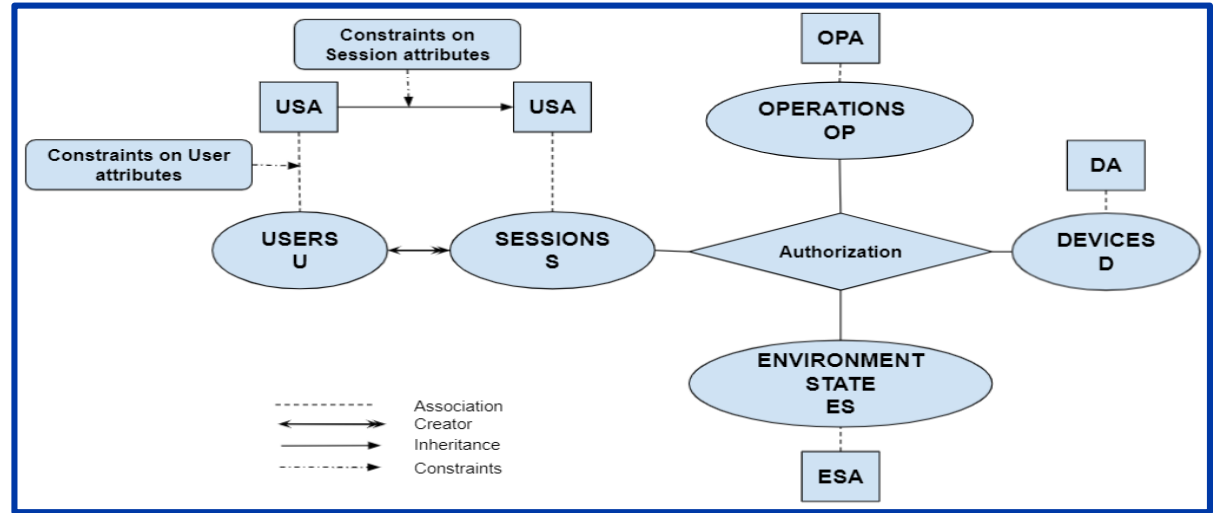 Constraints on
Session attributes
OPA
USA
USA
OPERATIONS
OP
Constraints on User
attributes
DA
USERS
U
SESSIONS
S
Authorization
DEVICES
D
ENVIRONMENT
STATE
ES
Association
Creator
Inheritance
Constraints
ESA